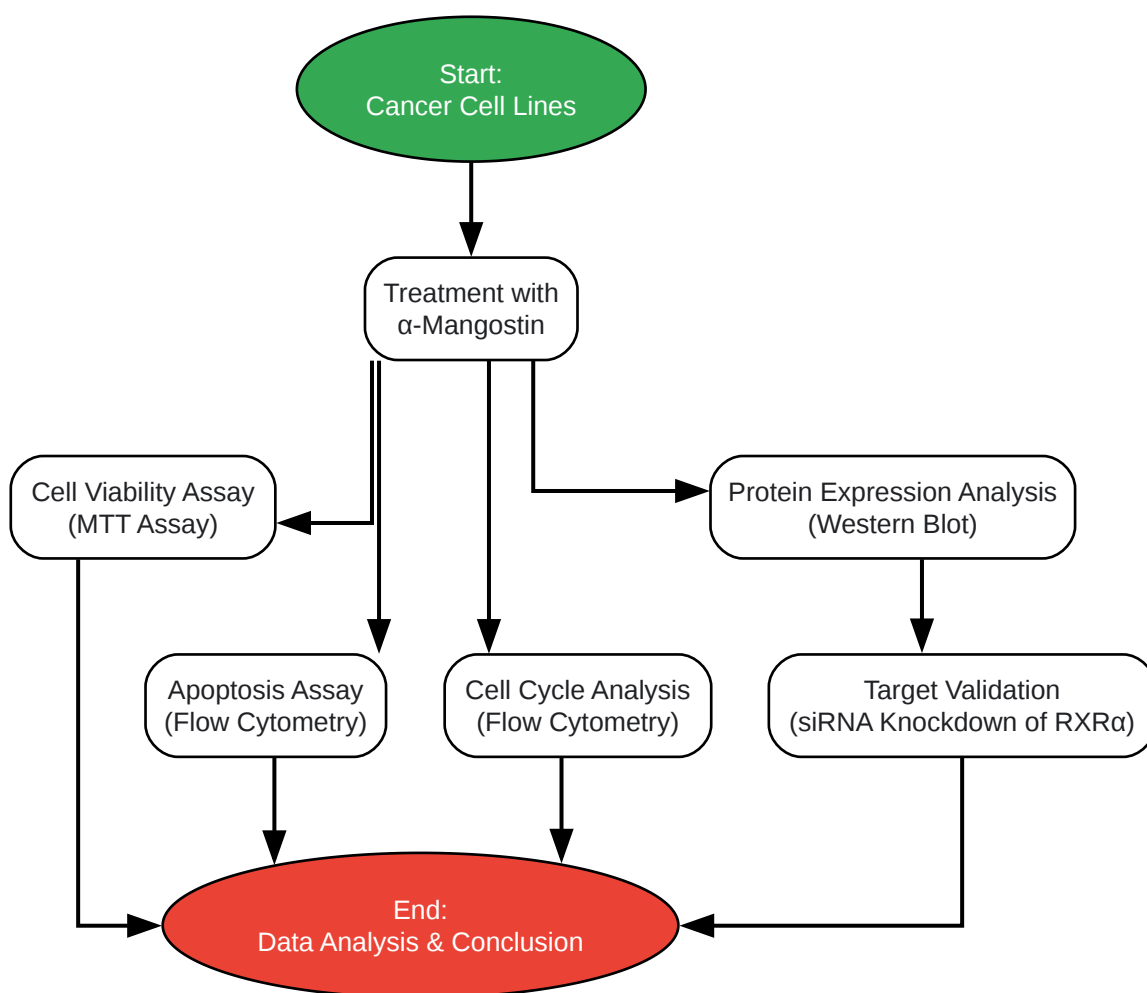 Start:
Cancer Cell Lines
Treatment with
α-Mangostin
Cell Viability Assay
(MTT Assay)
Protein Expression Analysis
(Western Blot)
Apoptosis Assay
(Flow Cytometry)
Cell Cycle Analysis
(Flow Cytometry)
Target Validation
(siRNA Knockdown of RXRα)
End:
Data Analysis & Conclusion